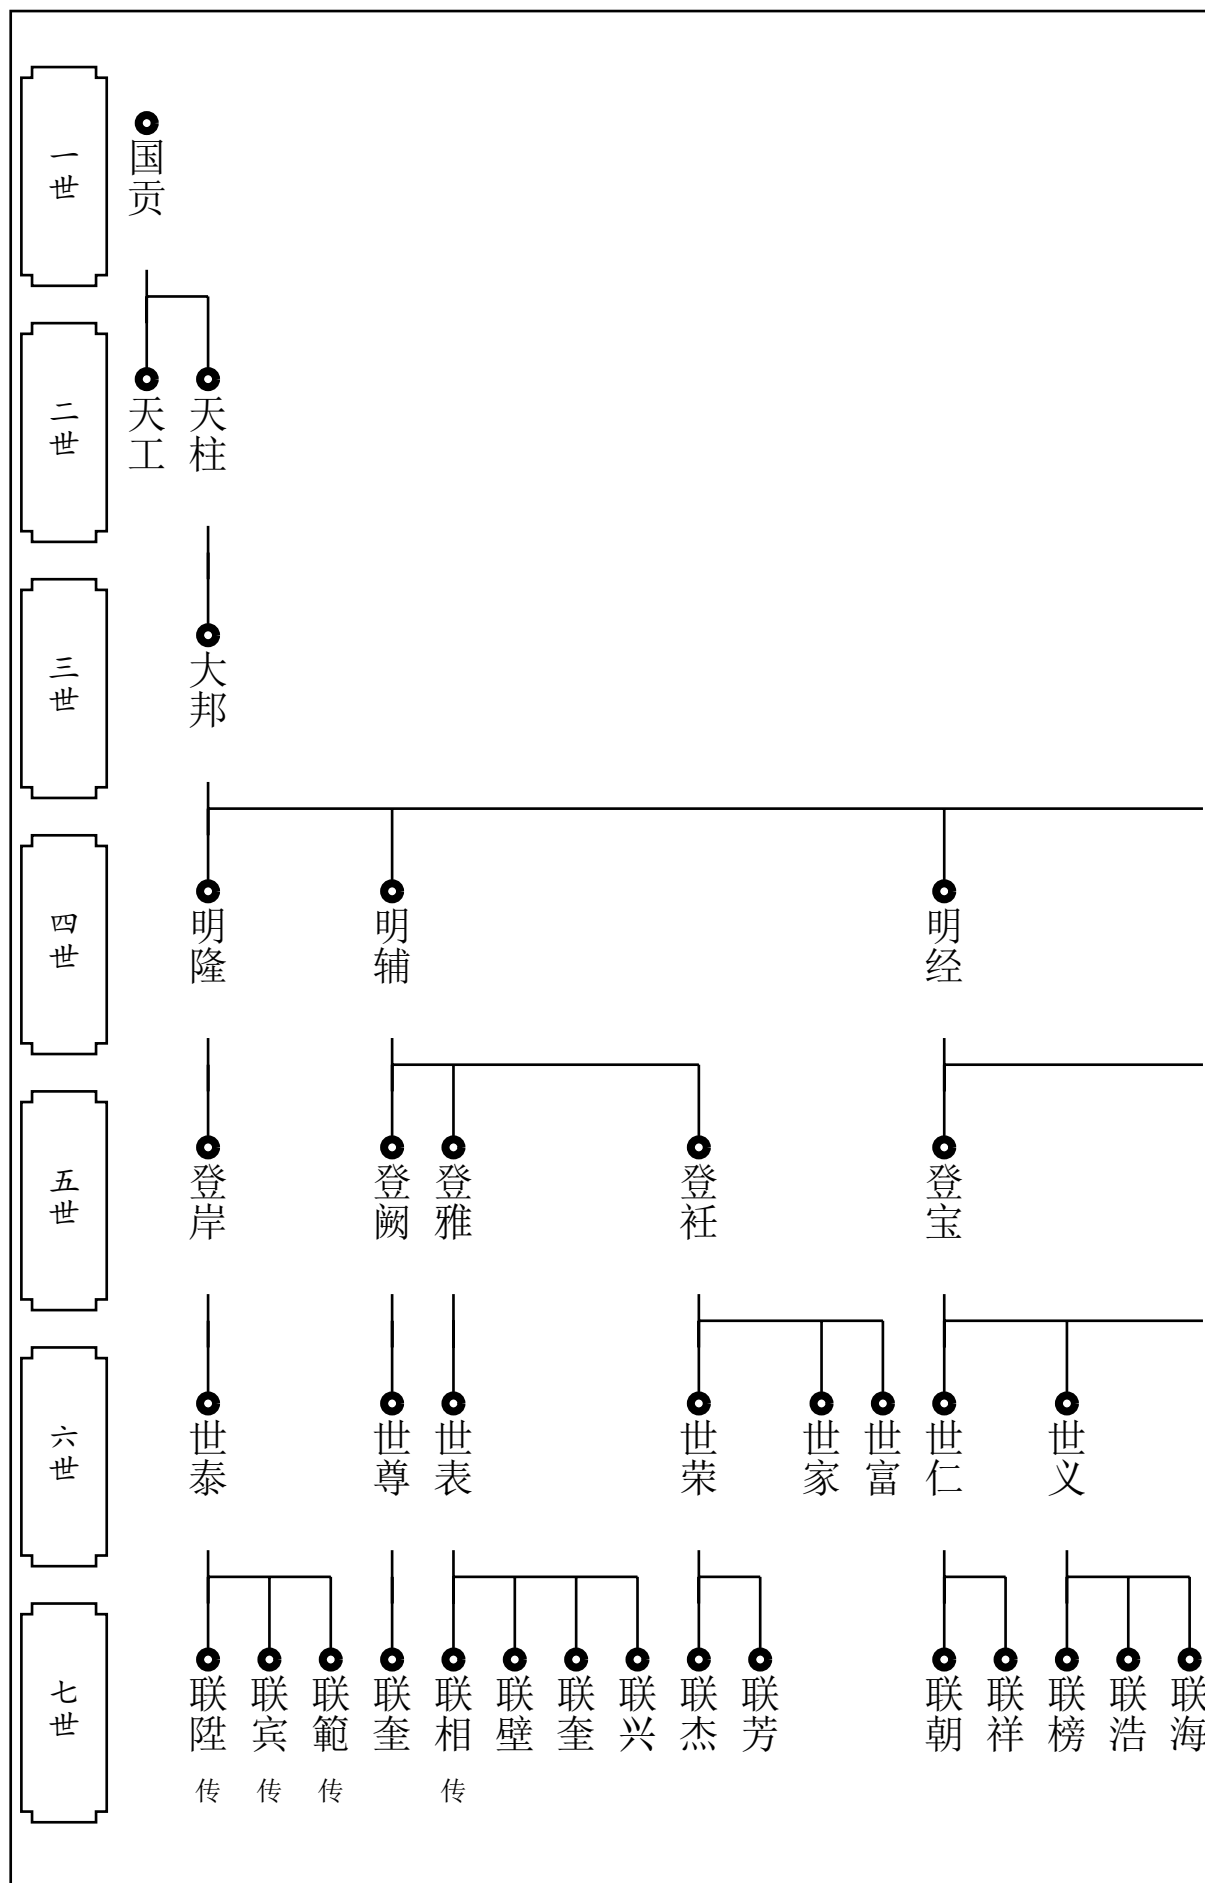 一世
国贡
二世
天工
天柱
三世
大邦
四世
明隆
明辅
明经
五世
登岸
登阙
登雅
登衽
登宝
六世
世泰
世尊
世表
世荣
世家
世富
世仁
世义
七世
联陞
联宾
联範
联奎
联相
联壁
联奎
联兴
联杰
联芳
联朝
联祥
联榜
联浩
联海
传
传
传
传